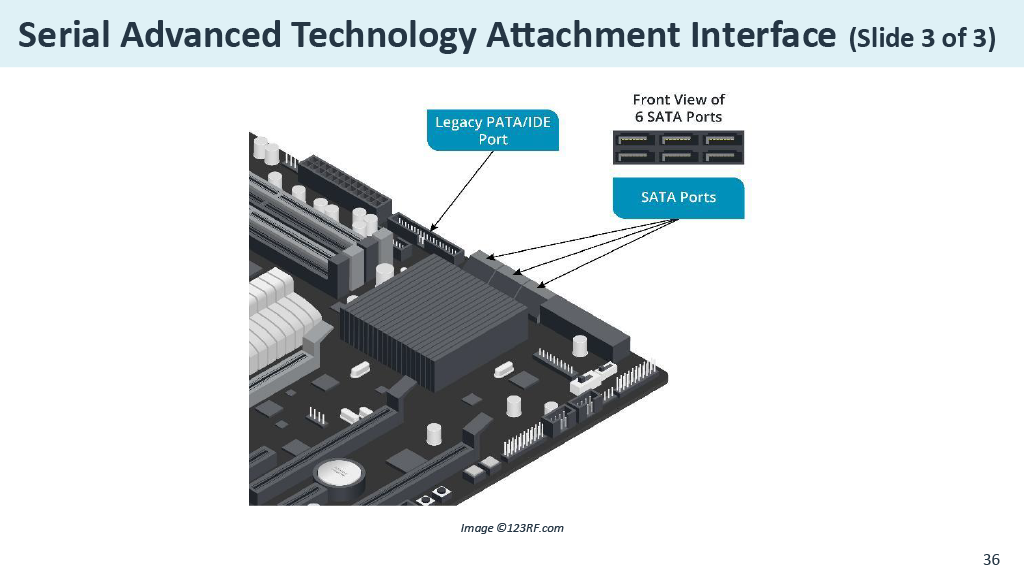 Serial Advanced Technology Attachment Interface (Slide 3 of 3)
Front View of
6 SATA Ports
Legacy PATA/IDE
Port
SATA Ports
Image ©123RF.com
36